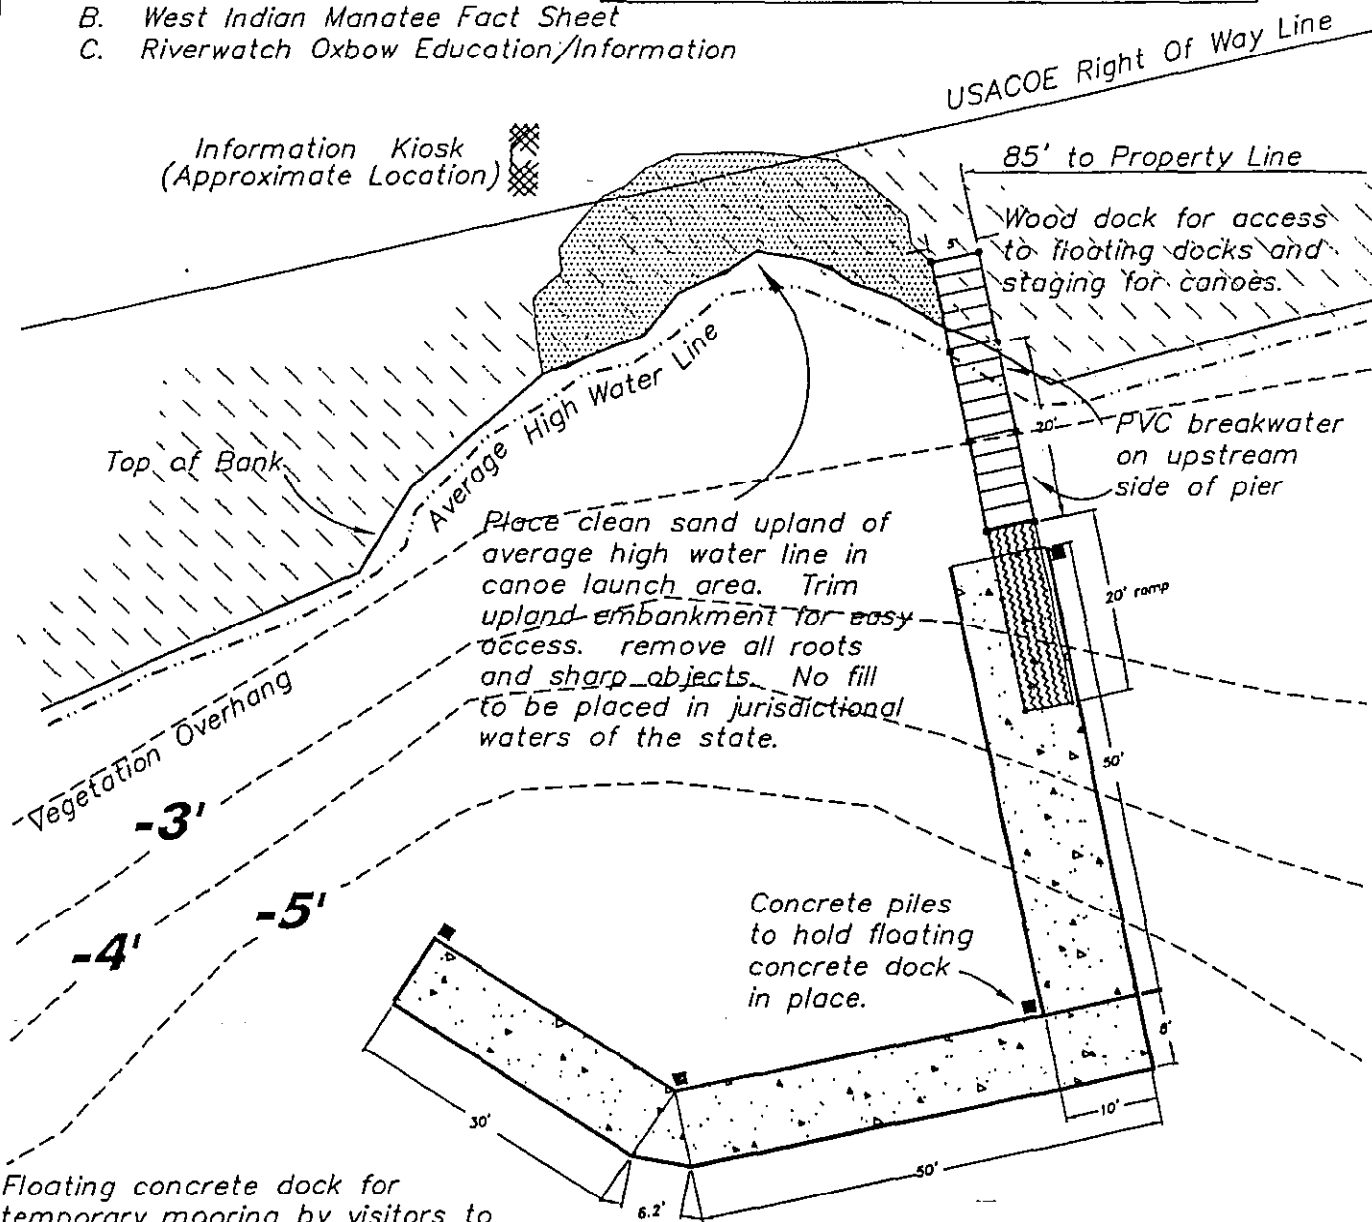 B. West Indian Manatee Fact Sheet
C. Riverwatch Oxbow Education/Information
USACOE Right Of Way Line
Information Kiosk
(Approximate Location)
85' to Property Line
Wood dock for access
to floating docks and
staging for canoes.
5'
Average High Water Line
Top of Bank
20'
PVC breakwater
on upstream
side of pier
Place clean sand upland of
average high water line in
canoe launch area. Trim
upland embankment for easy
access. remove all roots
and sharp objects. No fill
to be placed in jurisdictional
waters of the state.
20' ramp
Vegetation Overhang
50'
-3'
-4'
-5'
Concrete piles
to hold floating
concrete dock
in place.
8'
10'
30'
50'
6.2'
Floating concrete dock for
temporary mooring by visitors to